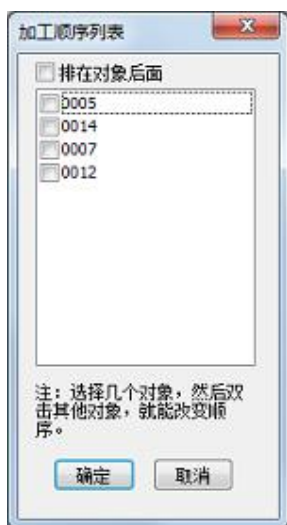 加工顺序列表
排在对象后面
0005
0014
0007
0012
注：选择几个对象，然后双
击其他对象，就能改变顺
序。
确定
取消